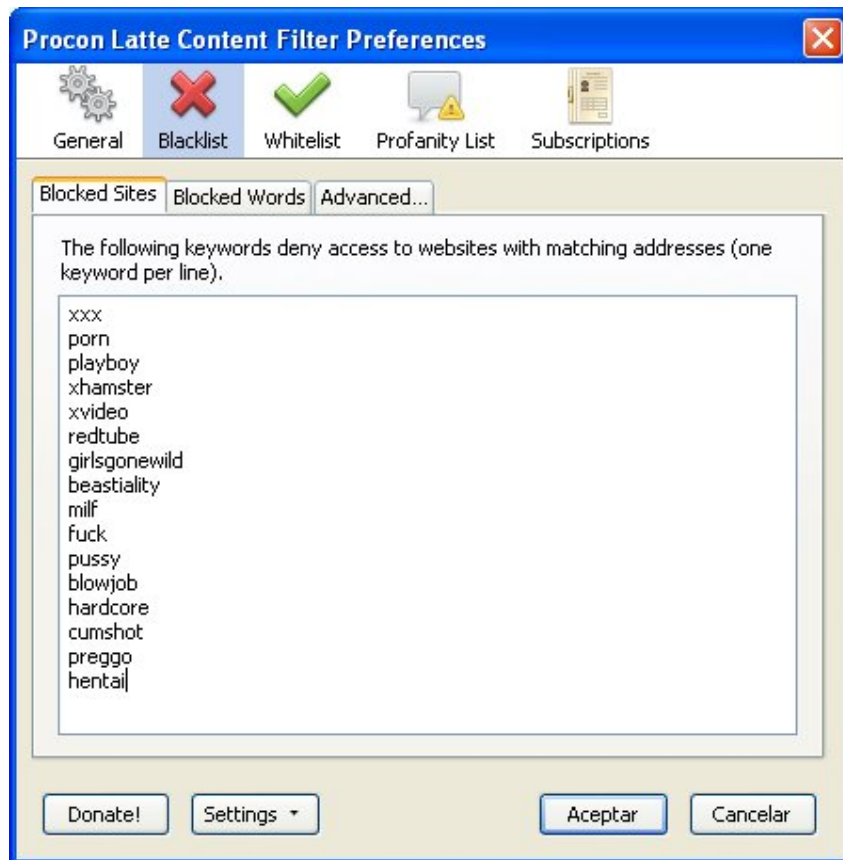 Procon Latte Content Filter Preferences
General Blacklist Whitelist Profanity List Subscriptions
Blocked Sites Blocked Words Advanced...
The following keywords deny access to websites with matching addresses (one
keyword per line).
xxx
porn
playboy
xhamster
xvideo
redtube
girlsgonewild
beastiality
milf
fuck
pussy
blowjob
hardcore
cumshot
preggo
hentai
Donate! Settings Aceptar Cancelar